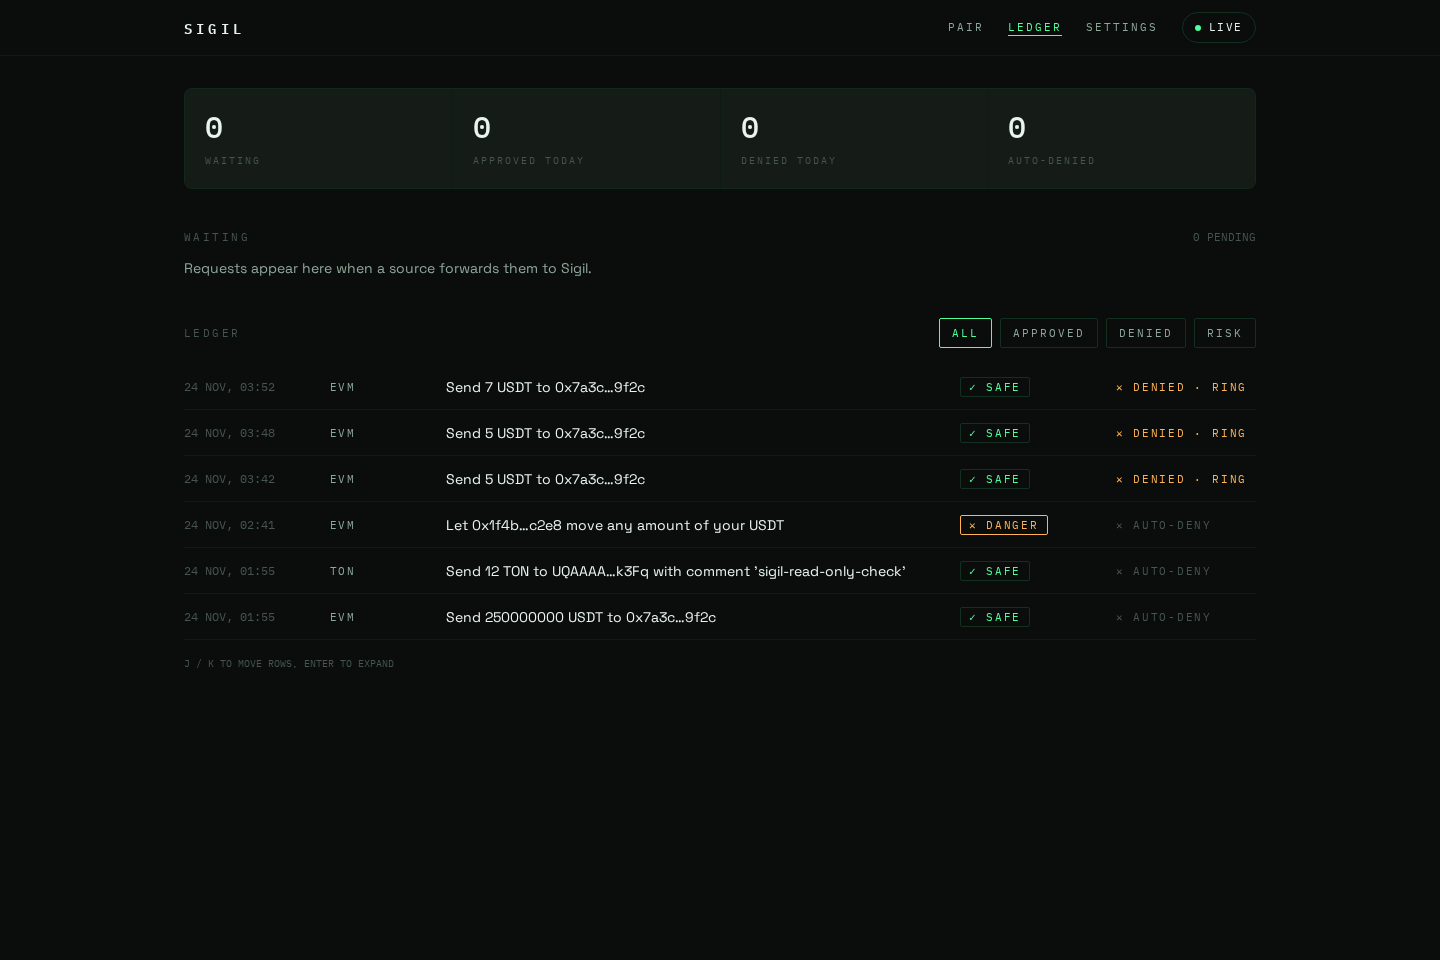 SIGIL PAIR LEDGER SETTINGS LIVE
0 0 0 0
WAITING APPROVED TODAY DENIED TODAY AUTO-DENIED
WAITING 0 PENDING
Requests appear here when a source forwards them to Sigil.
LEDGER ALL APPROVED DENIED RISK
24 NOV, 03:52 EVM Send 7 USDT to 0x7a3c…9f2c ✓ SAFE ✕ DENIED · RING
24 NOV, 03:48 EVM Send 5 USDT to 0x7a3c…9f2c ✓ SAFE ✕ DENIED · RING
24 NOV, 03:42 EVM Send 5 USDT to 0x7a3c…9f2c ✓ SAFE ✕ DENIED · RING
24 NOV, 02:41 EVM Let 0x1f4b…c2e8 move any amount of your USDT ✕ DANGER ✕ AUTO-DENY
24 NOV, 01:55 TON Send 12 TON to UQAAAA…k3Fq with comment 'sigil-read-only-check' ✓ SAFE ✕ AUTO-DENY
24 NOV, 01:55 EVM Send 250000000 USDT to 0x7a3c…9f2c ✓ SAFE ✕ AUTO-DENY
J / K TO MOVE ROWS, ENTER TO EXPAND